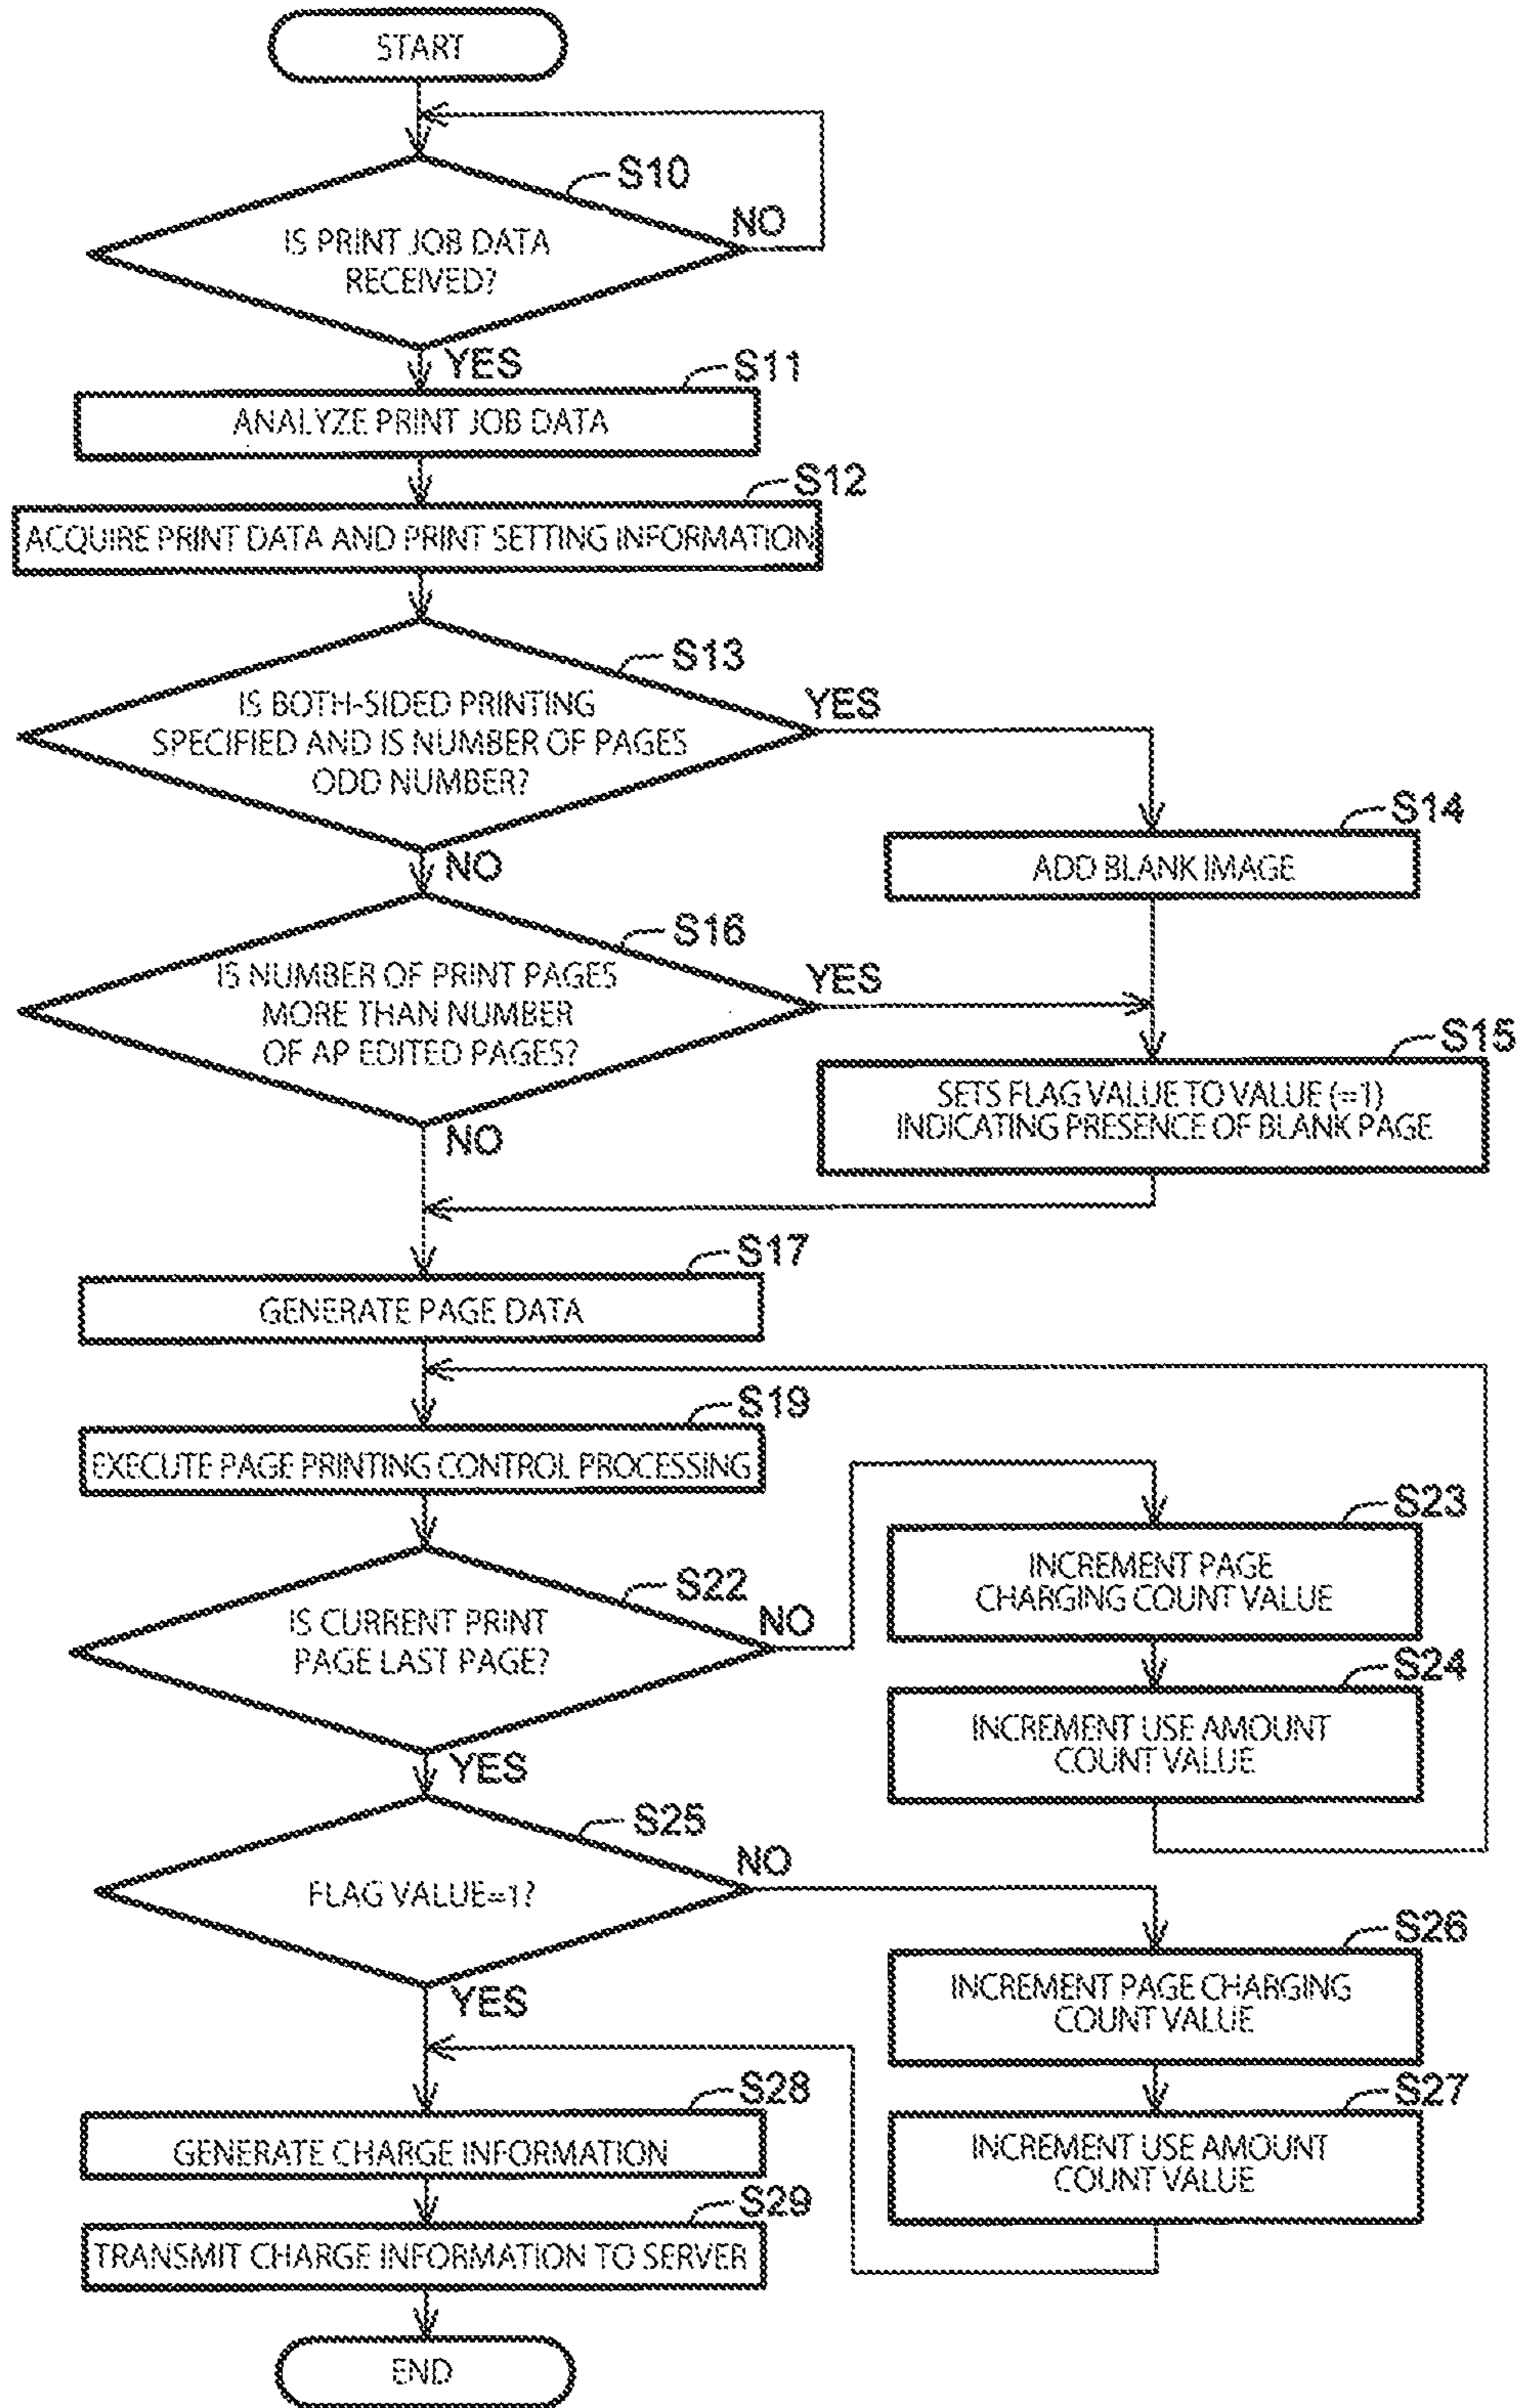 START
S10
NO
IS PRINT JOB DATA
RECEIVED?
YES
S11
ANALYZE PRINT JOB DATA
S12
ACQUIRE PRINT DATA AND PRINT SETTING INFORMATION
S13
IS BOTH-SIDED PRINTING
SPECIFIED AND IS NUMBER OF PAGES
ODD NUMBER?
YES
S14
ADD BLANK IMAGE
NO
S16
IS NUMBER OF PRINT PAGES
MORE THAN NUMBER
OF AP EDITED PAGES?
YES
S15
SETS FLAG VALUE TO VALUE (=1)
INDICATING PRESENCE OF BLANK PAGE
NO
S17
GENERATE PAGE DATA
S19
EXECUTE PAGE PRINTING CONTROL PROCESSING
S22
IS CURRENT PRINT
PAGE LAST PAGE?
NO
S23
INCREMENT PAGE
CHARGING COUNT VALUE
S24
INCREMENT USE AMOUNT
COUNT VALUE
YES
S25
FLAG VALUE=1?
NO
S26
INCREMENT PAGE CHARGING
COUNT VALUE
YES
S27
INCREMENT USE AMOUNT
COUNT VALUE
S28
GENERATE CHARGE INFORMATION
S29
TRANSMIT CHARGE INFORMATION TO SERVER
END